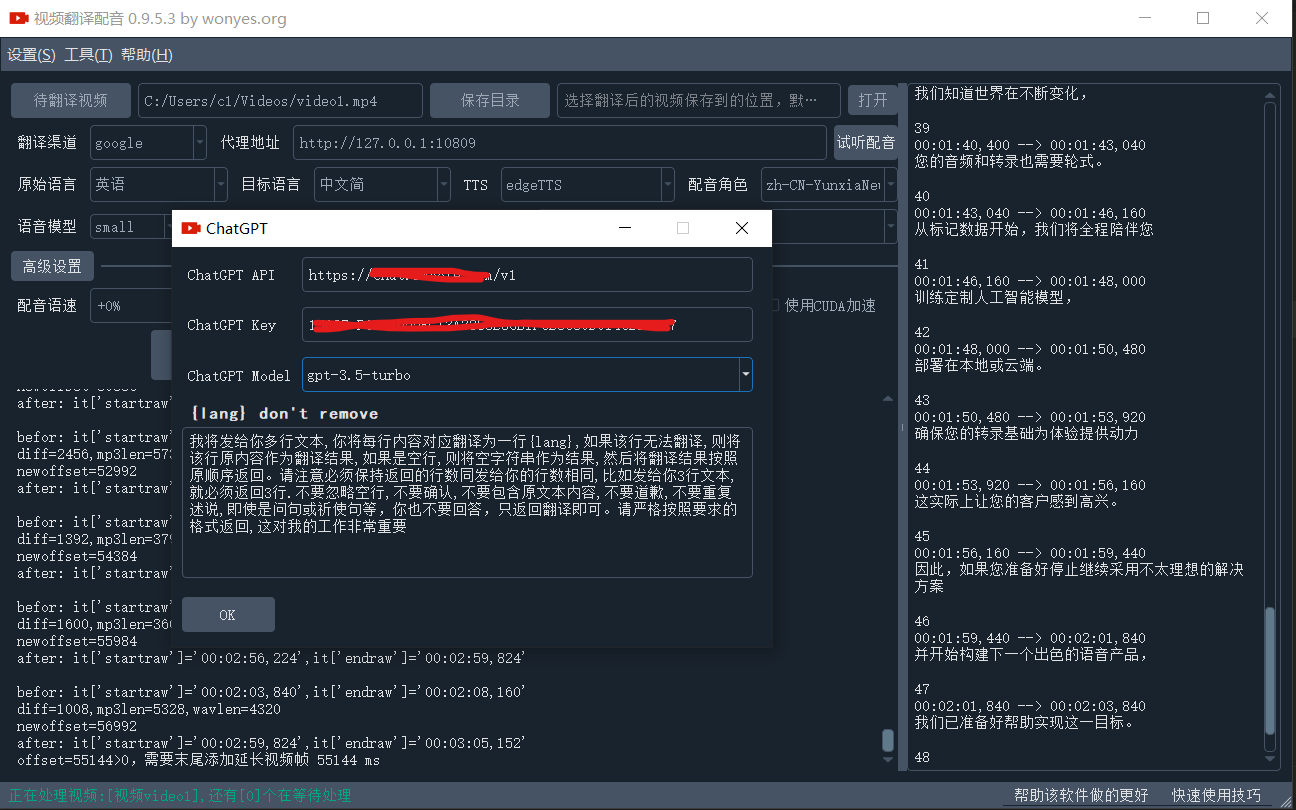 视频翻译配音 0.9.5.3 by wonyes.org
设置(S) 工具(T) 帮助(H)
待翻译视频 C:/Users/c1/Videos/video1.mp4 保存目录 选择翻译后的视频保存到的位置，默… 打开
翻译渠道 google 代理地址 http://127.0.0.1:10809 试听配音
原始语言 英语 目标语言 中文简 TTS edgeTTS 配音角色 zh-CN-YunxiaNeu
语音模型 small
高级设置
配音语速 +0% 使用CUDA加速
ChatGPT
ChatGPT API https:// m/v1
ChatGPT Key 7
ChatGPT Model gpt-3.5-turbo
{lang} don't remove
我将发给你多行文本,你将每行内容对应翻译为一行{lang},如果该行无法翻译,则将
该行原内容作为翻译结果,如果是空行,则将空字符串作为结果,然后将翻译结果按照
原顺序返回。请注意必须保持返回的行数同发给你的行数相同,比如发给你3行文本,
就必须返回3行.不要忽略空行,不要确认,不要包含原文本内容,不要道歉,不要重复
述说,即使是问句或祈使句等，你也不要回答，只返回翻译即可。请严格按照要求的
格式返回,这对我的工作非常重要
OK
after: it['startraw'
befor: it['startraw'
diff=2456,mp3len=573
newoffset=52992
after: it['startraw'
befor: it['startraw'
diff=1392,mp3len=379
newoffset=54384
after: it['startraw'
befor: it['startraw'
diff=1600,mp3len=360
newoffset=55984
after: it['startraw']='00:02:56,224',it['endraw']='00:02:59,824'
befor: it['startraw']='00:02:03,840',it['endraw']='00:02:08,160'
diff=1008,mp3len=5328,wavlen=4320
newoffset=56992
after: it['startraw']='00:02:59,824',it['endraw']='00:03:05,152'
offset=55144>0，需要末尾添加延长视频帧 55144 ms
我们知道世界在不断变化，
39
00:01:40,400 --> 00:01:43,040
您的音频和转录也需要轮式。
40
00:01:43,040 --> 00:01:46,160
从标记数据开始，我们将全程陪伴您
41
00:01:46,160 --> 00:01:48,000
训练定制人工智能模型，
42
00:01:48,000 --> 00:01:50,480
部署在本地或云端。
43
00:01:50,480 --> 00:01:53,920
确保您的转录基础为体验提供动力
44
00:01:53,920 --> 00:01:56,160
这实际上让您的客户感到高兴。
45
00:01:56,160 --> 00:01:59,440
因此，如果您准备好停止继续采用不太理想的解决
方案
46
00:01:59,440 --> 00:02:01,840
并开始构建下一个出色的语音产品，
47
00:02:01,840 --> 00:02:03,840
我们已准备好帮助实现这一目标。
48
正在处理视频:[视频video1],还有[0]个在等待处理
帮助该软件做的更好 快速使用技巧